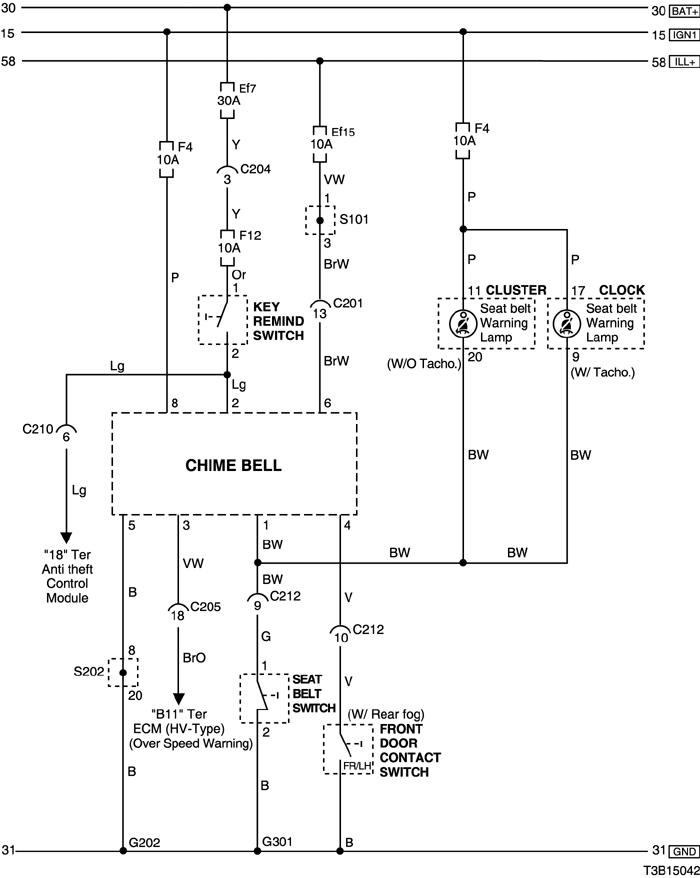 30 30 BAT+
15 15 IGN1
58 58 ILL+
Ef7
30A
Ef15
10A
F4
10A
F4
10A
Y
C204
3
VW
1
S101
3
Y
P
F12
10A
Or
1
BrW
P
P
P
KEY
REMIND
SWITCH
2
C201
13
11 CLUSTER
Seat belt
Warning
Lamp
20
(W/O Tacho.)
17 CLOCK
Seat belt
Warning
Lamp
9
(W/ Tacho.)
Lg
Lg
BrW
C210
6
8 2 6
CHIME BELL
BW BW
Lg
5 3 1 4
"18" Ter
Anti theft
Control
Module
BW
VW
BW BW
BW
B
C205
18
C212
9
V
G
C212
10
8
S202
20
BrO
1
SEAT
BELT
SWITCH
2
V
"B11" Ter
ECM (HV-Type)
(Over Speed Warning)
(W/ Rear fog)
FRONT
DOOR
CONTACT
SWITCH
FR/LH
B B
G202 G301 B
31 31 GND
T3B15042